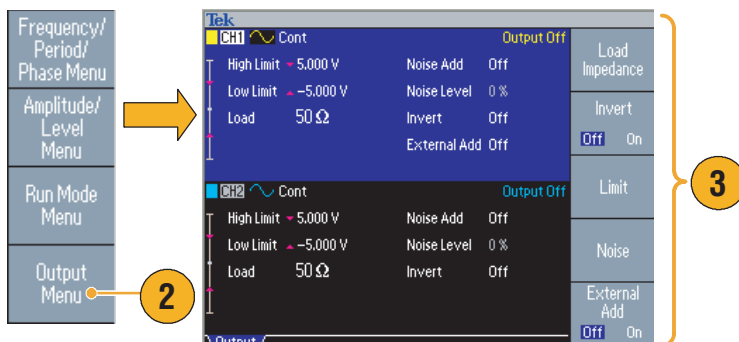 Frequency/
Period/
Phase Menu
Amplitude/
Level
Menu
Run Mode
Menu
Output
Menu
2
Tek
CH1 Cont Output Off
High Limit 5.000 V Noise Add Off
Low Limit −5.000 V Noise Level 0 %
Load 50 Ω Invert Off
External Add Off
CH2 Cont Output Off
High Limit 5.000 V Noise Add Off
Low Limit −5.000 V Noise Level 0 %
Load 50 Ω Invert Off
Output
Load
Impedance
Invert
Off On
Limit
Noise
External
Add
Off On
3